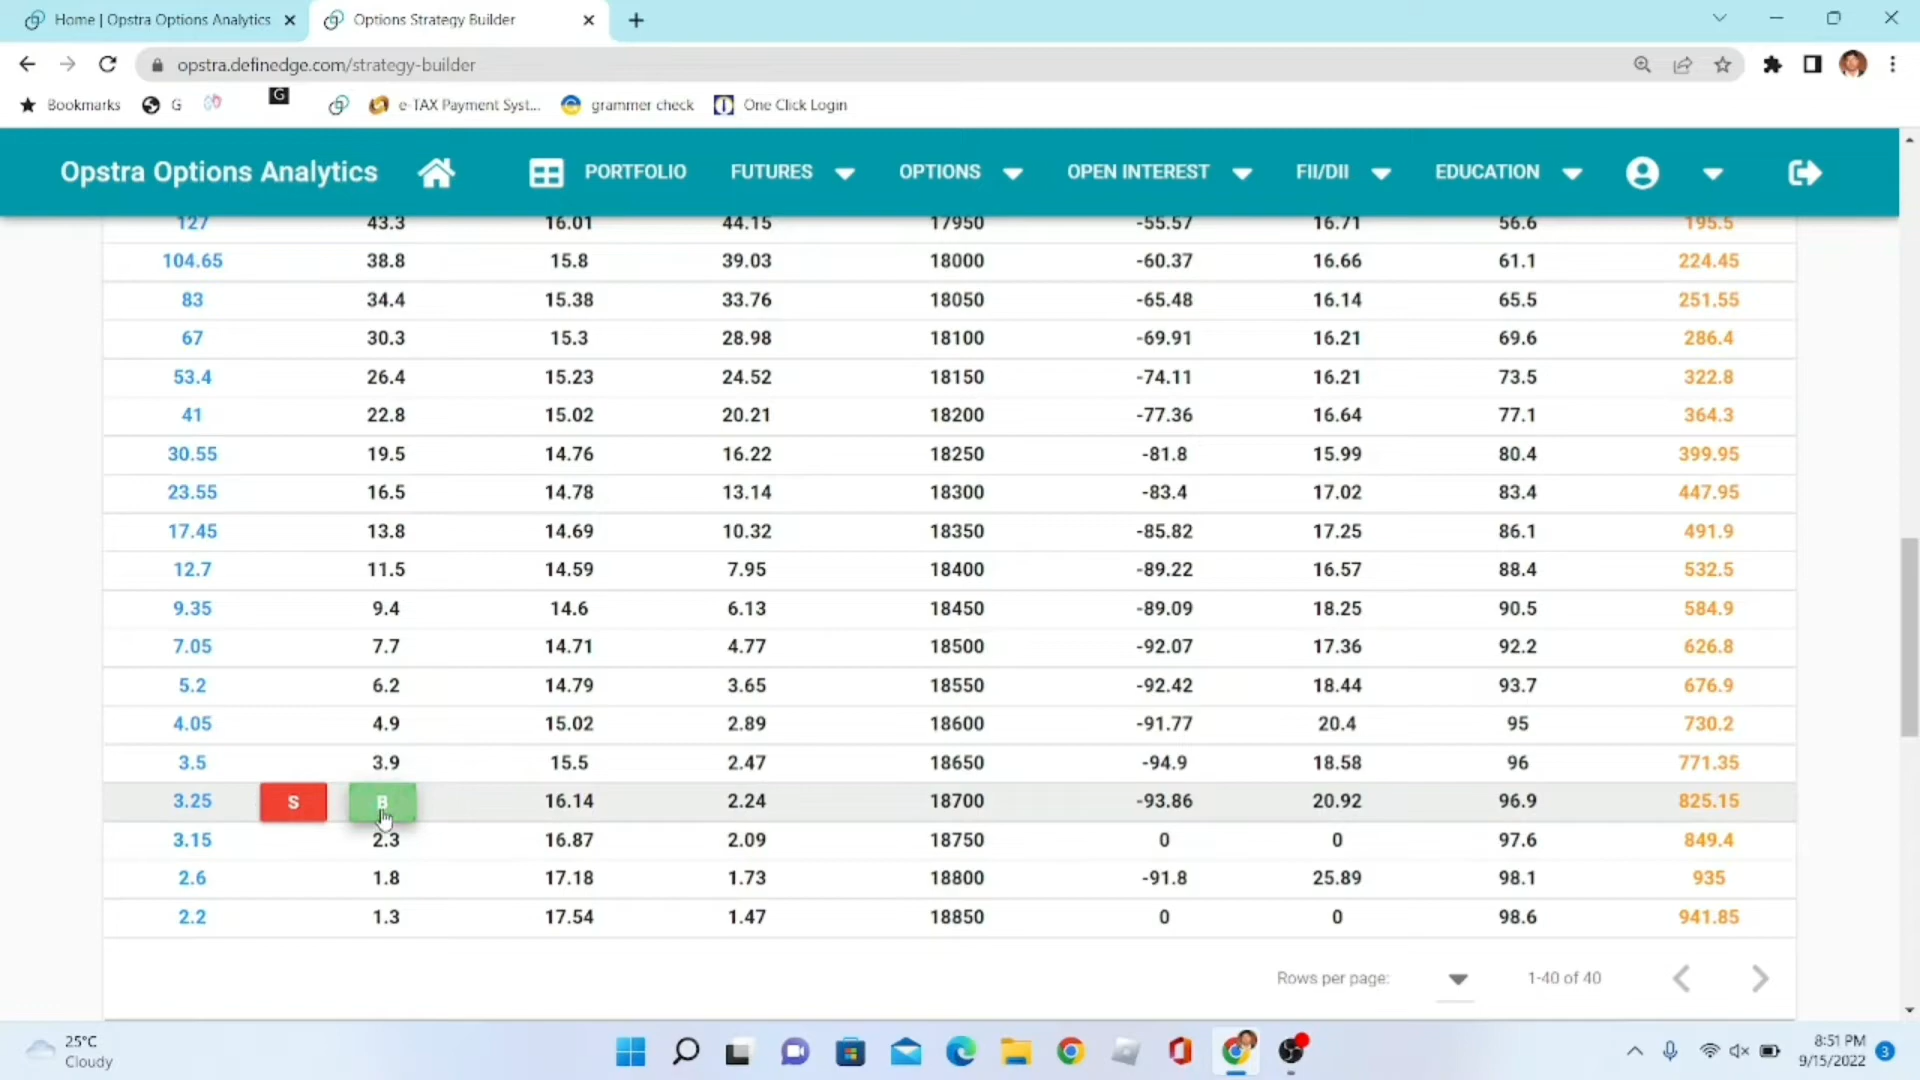 Home | Opstra Options Analytics
Options Strategy Builder
opstra.definedge.com/strategy-builder
Bookmarks G G e-TAX Payment Syst... grammer check One Click Login
Opstra Options Analytics PORTFOLIO FUTURES OPTIONS OPEN INTEREST FII/DII EDUCATION
127 43.3 16.01 44.15 17950 -55.57 16.71 56.6 195.5
104.65 38.8 15.8 39.03 18000 -60.37 16.66 61.1 224.45
83 34.4 15.38 33.76 18050 -65.48 16.14 65.5 251.55
67 30.3 15.3 28.98 18100 -69.91 16.21 69.6 286.4
53.4 26.4 15.23 24.52 18150 -74.11 16.21 73.5 322.8
41 22.8 15.02 20.21 18200 -77.36 16.64 77.1 364.3
30.55 19.5 14.76 16.22 18250 -81.8 15.99 80.4 399.95
23.55 16.5 14.78 13.14 18300 -83.4 17.02 83.4 447.95
17.45 13.8 14.69 10.32 18350 -85.82 17.25 86.1 491.9
12.7 11.5 14.59 7.95 18400 -89.22 16.57 88.4 532.5
9.35 9.4 14.6 6.13 18450 -89.09 18.25 90.5 584.9
7.05 7.7 14.71 4.77 18500 -92.07 17.36 92.2 626.8
5.2 6.2 14.79 3.65 18550 -92.42 18.44 93.7 676.9
4.05 4.9 15.02 2.89 18600 -91.77 20.4 95 730.2
3.5 3.9 15.5 2.47 18650 -94.9 18.58 96 771.35
3.25 S B 16.14 2.24 18700 -93.86 20.92 96.9 825.15
3.15 2.3 16.87 2.09 18750 0 0 97.6 849.4
2.6 1.8 17.18 1.73 18800 -91.8 25.89 98.1 935
2.2 1.3 17.54 1.47 18850 0 0 98.6 941.85
Rows per page: 1-40 of 40
25°C
Cloudy
8:51 PM
9/15/2022
3